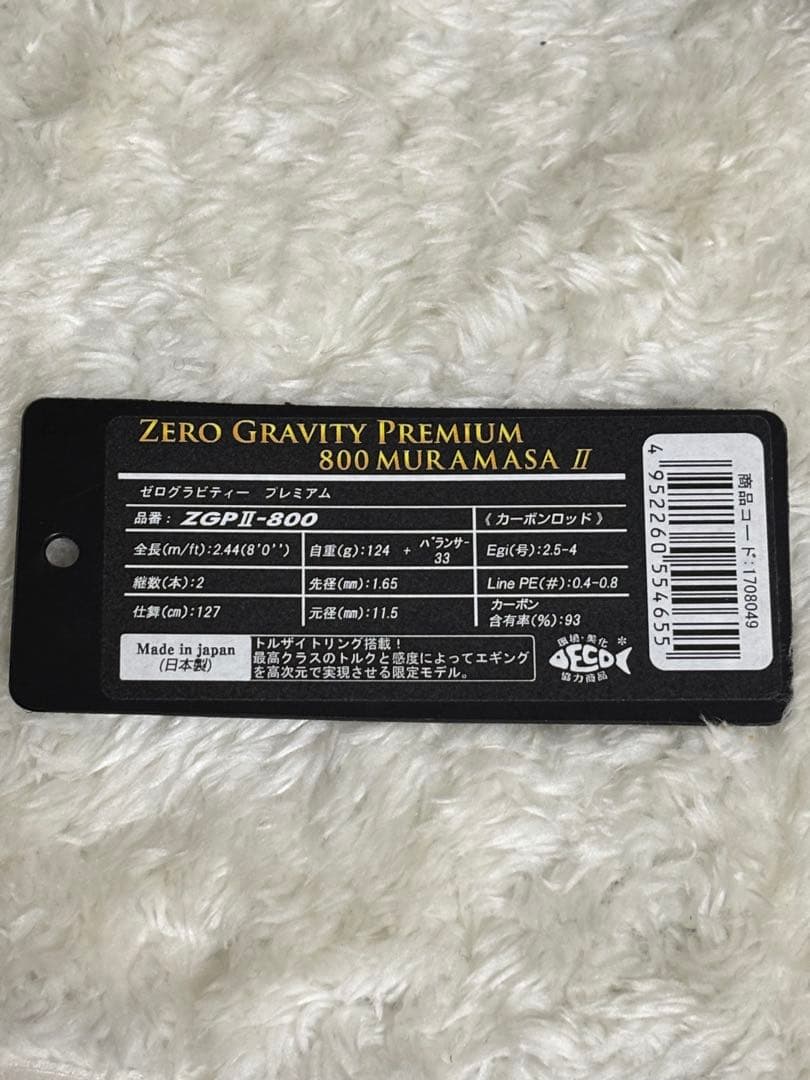 ZERO GRAVITY PREMIUM
800 MURAMASA II
ゼログラビティー プレミアム
品番：ZGPⅡ-800
《 カーボンロッド 》
全長(m/ft):2.44(8'0'')
自重(g):124 + バランサー33
Egi(号):2.5-4
継数(本):2
先径(㎜):1.65
Line PE(#):0.4-0.8
仕舞(㎝):127
元径(㎜):11.5
カーボン
含有率(%):93
Made in japan
(日本製)
トルザイトリング搭載！
最高クラスのトルクと感度によってエギング
を高次元で実現させる限定モデル。
環境・美化
ECO
協力商品
商品コード:1708049
4952260554655